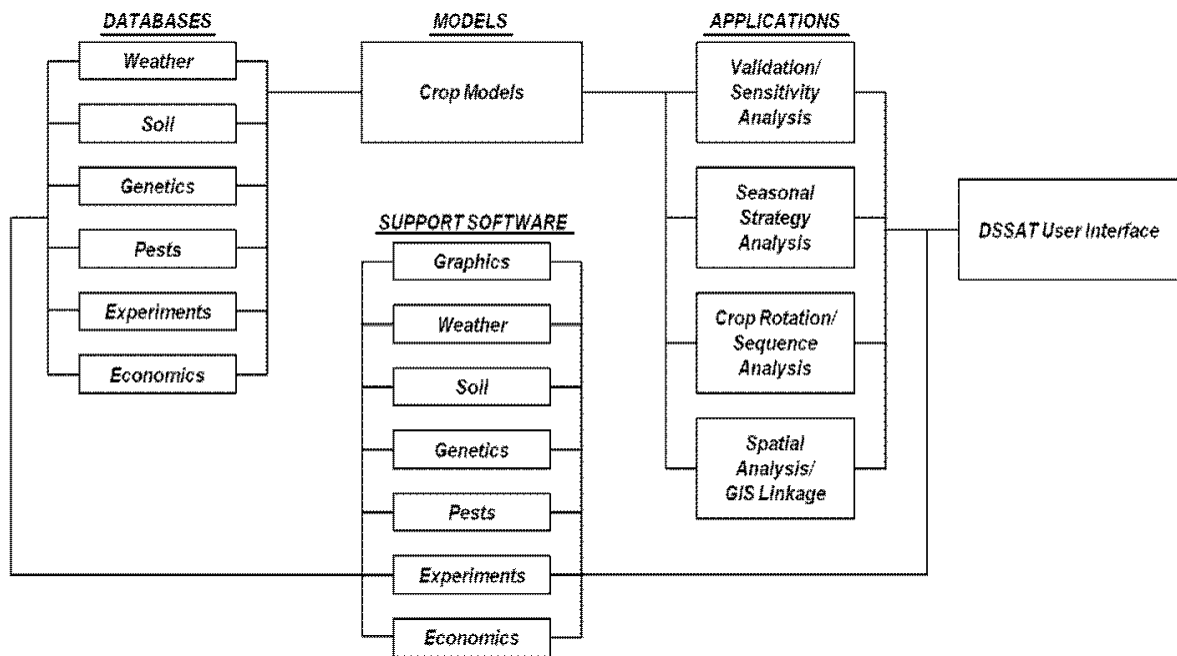 DATABASES
Weather
Soil
Genetics
Pests
Experiments
Economics
MODELS
Crop Models
SUPPORT SOFTWARE
Graphics
Weather
Soil
Genetics
Pests
Experiments
Economics
APPLICATIONS
Validation/
Sensitivity
Analysis
Seasonal
Strategy
Analysis
Crop Rotation/
Sequence
Analysis
Spatial
Analysis/
GIS Linkage
DSSAT User Interface